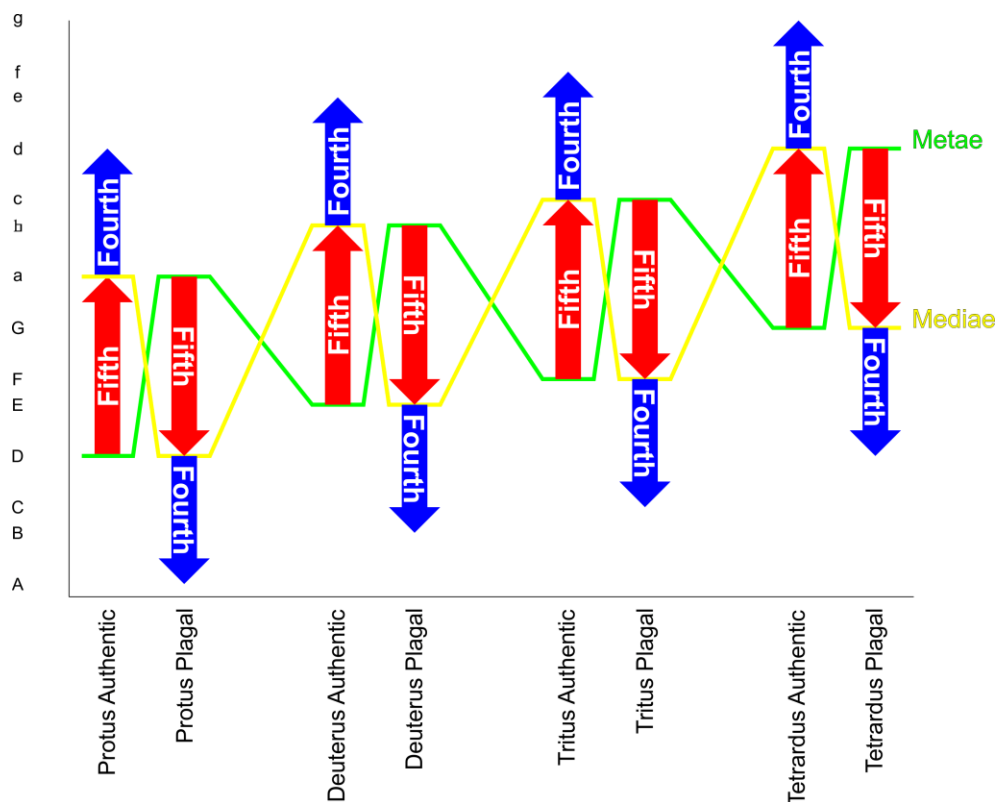 g
f
e
d
c
b
a
G
F
E
D
C
B
A
Fourth
Fifth
Fifth
Fourth
Fourth
Fifth
Fifth
Fourth
Fourth
Fifth
Fifth
Fourth
Fourth
Fifth
Fifth
Fourth
Metae
Mediae
Protus Authentic
Protus Plagal
Deuterus Authentic
Deuterus Plagal
Tritus Authentic
Tritus Plagal
Tetrardus Authentic
Tetrardus Plagal